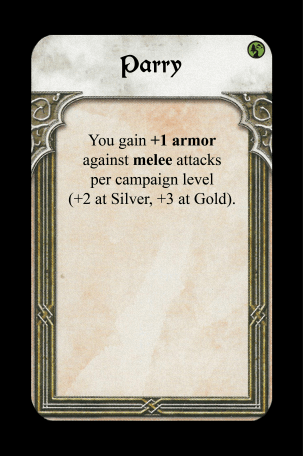 Parry
You gain +1 armor
against melee attacks
per campaign level
(+2 at Silver, +3 at Gold).